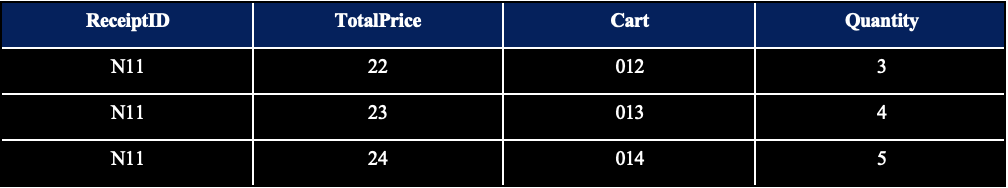 ReceiptID TotalPrice Cart Quantity
N11 22 012 3
N11 23 013 4
N11 24 014 5